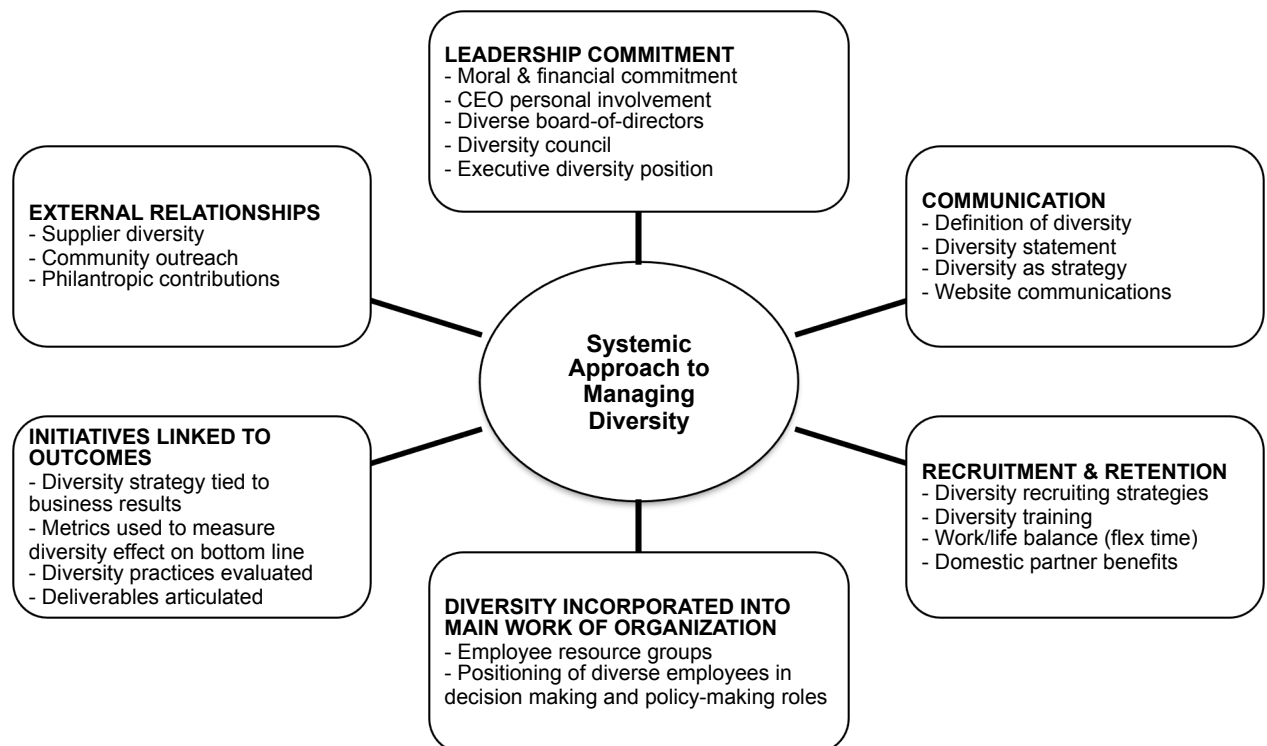 LEADERSHIP COMMITMENT
- Moral & financial commitment
- CEO personal involvement
- Diverse board-of-directors
- Diversity council
- Executive diversity position
EXTERNAL RELATIONSHIPS
- Supplier diversity
- Community outreach
- Philantropic contributions
COMMUNICATION
- Definition of diversity
- Diversity statement
- Diversity as strategy
- Website communications
Systemic
Approach to
Managing
Diversity
INITIATIVES LINKED TO
OUTCOMES
- Diversity strategy tied to
business results
- Metrics used to measure
diversity effect on bottom line
- Diversity practices evaluated
- Deliverables articulated
RECRUITMENT & RETENTION
- Diversity recruiting strategies
- Diversity training
- Work/life balance (flex time)
- Domestic partner benefits
DIVERSITY INCORPORATED INTO
MAIN WORK OF ORGANIZATION
- Employee resource groups
- Positioning of diverse employees in
decision making and policy-making roles